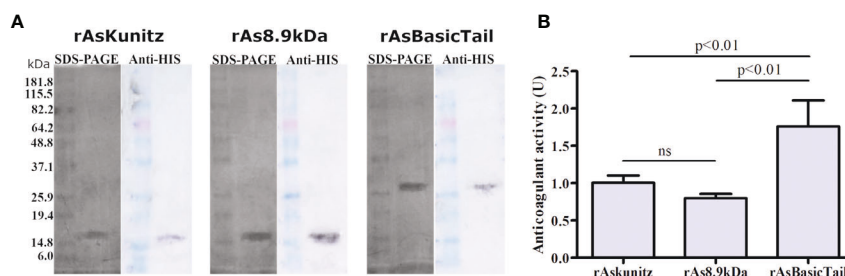 A
rAsKunitz
rAs8.9kDa
rAsBasicTail
kDa
SDS-PAGE Anti-HIS
SDS-PAGE Anti-HIS
SDS-PAGE Anti-HIS
181.8
115.5
82.2
64.2
48.8
37.1
25.9
19.4
14.8
6.0
B
p<0.01
p<0.01
ns
Anticoagulant activity (U)
2.5
2.0
1.5
1.0
0.5
0.0
rAskunitz rAs8.9kDa rAsBasicTail